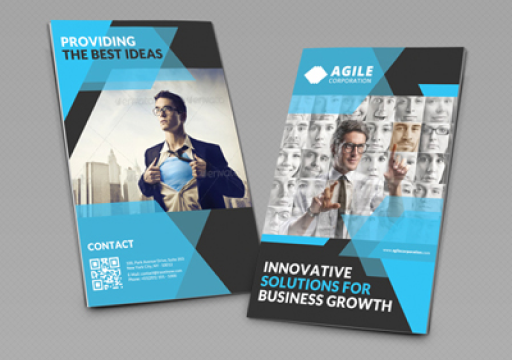 PROVIDING
THE BEST IDEAS
CONTACT
AGILE
CORPORATION
INNOVATIVE
SOLUTIONS FOR
BUSINESS GROWTH